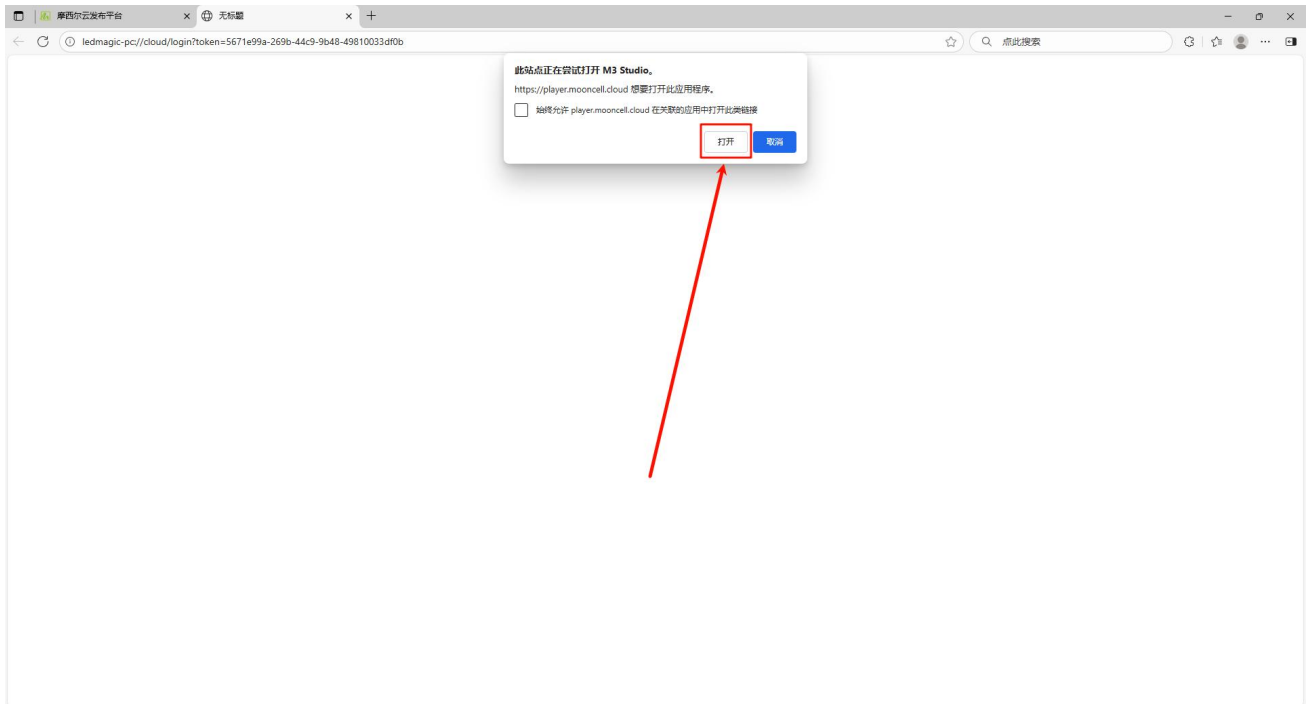 摩西尔云发布平台
无标题
ledmagic-pc://cloud/login?token=5671e99a-269b-44c9-9b48-49810033df0b
点此搜索
此站点正在尝试打开 M3 Studio。
https://player.mooncell.cloud 想要打开此应用程序。
始终允许 player.mooncell.cloud 在关联的应用中打开此类链接
打开
取消